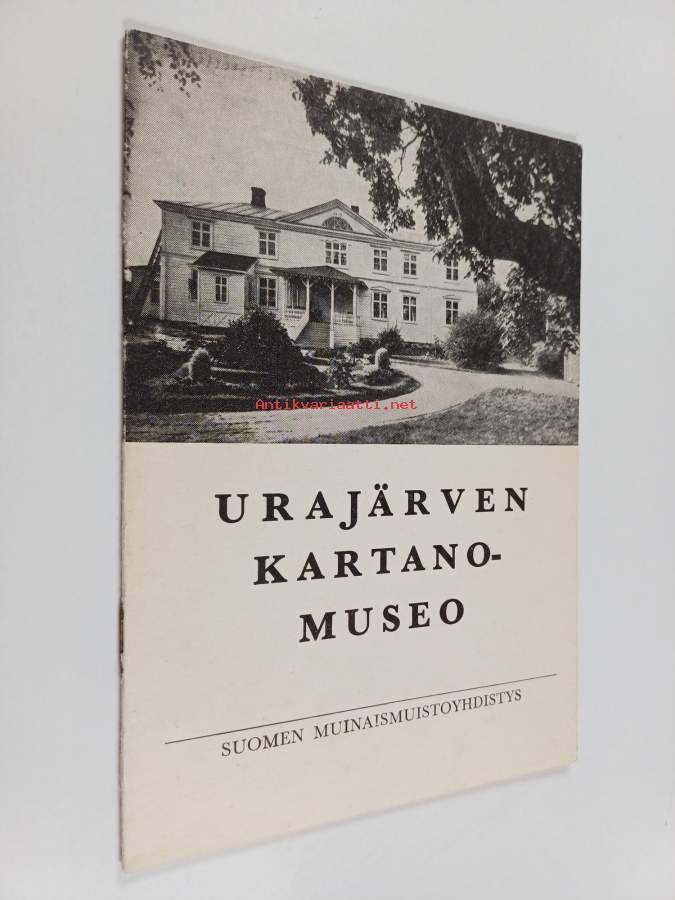 Antikvariaatti.net
URAJÄRVEN
KARTANO-
MUSEO
SUOMEN MUINAISMUISTOYHDISTYS